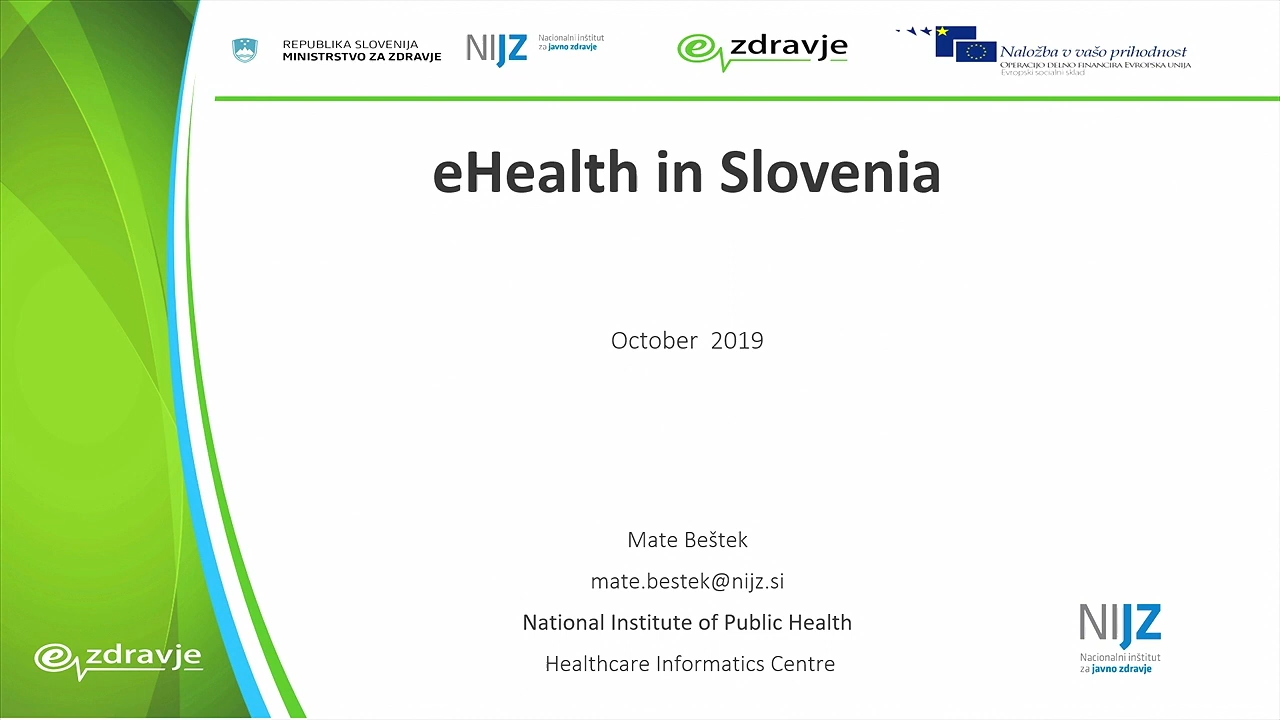 REPUBLIKA SLOVENIJA
MINISTRSTVO ZA ZDRAVJE
NIJZ Nacionalni inštitut
za javno zdravje
e zdravje
Naložba v vašo prihodnost
OPERACIJO DELNO FINANCIRA EVROPSKA UNIJA
Evropski socialni sklad
eHealth in Slovenia
October 2019
Mate Beštek
mate.bestek@nijz.si
National Institute of Public Health
Healthcare Informatics Centre
e zdravje
NIJZ
Nacionalni inštitut
za javno zdravje